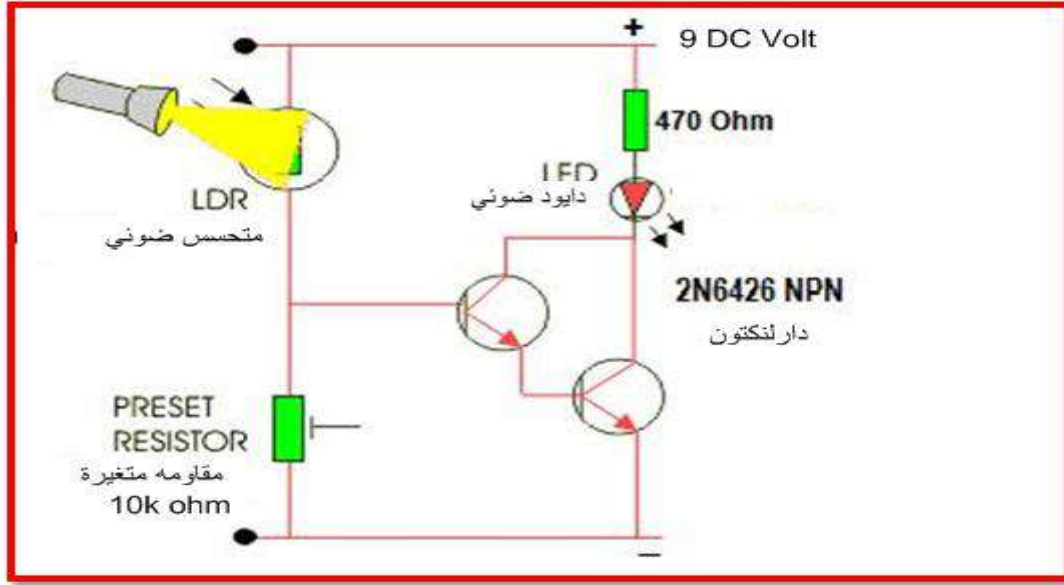 + 9 DC Volt
470 Ohm
LED
دايود ضوئي
LDR
متحسس ضوئي
2N6426 NPN
دارلنكتون
PRESET
RESISTOR
مقاومه متغيرة
10k ohm
_